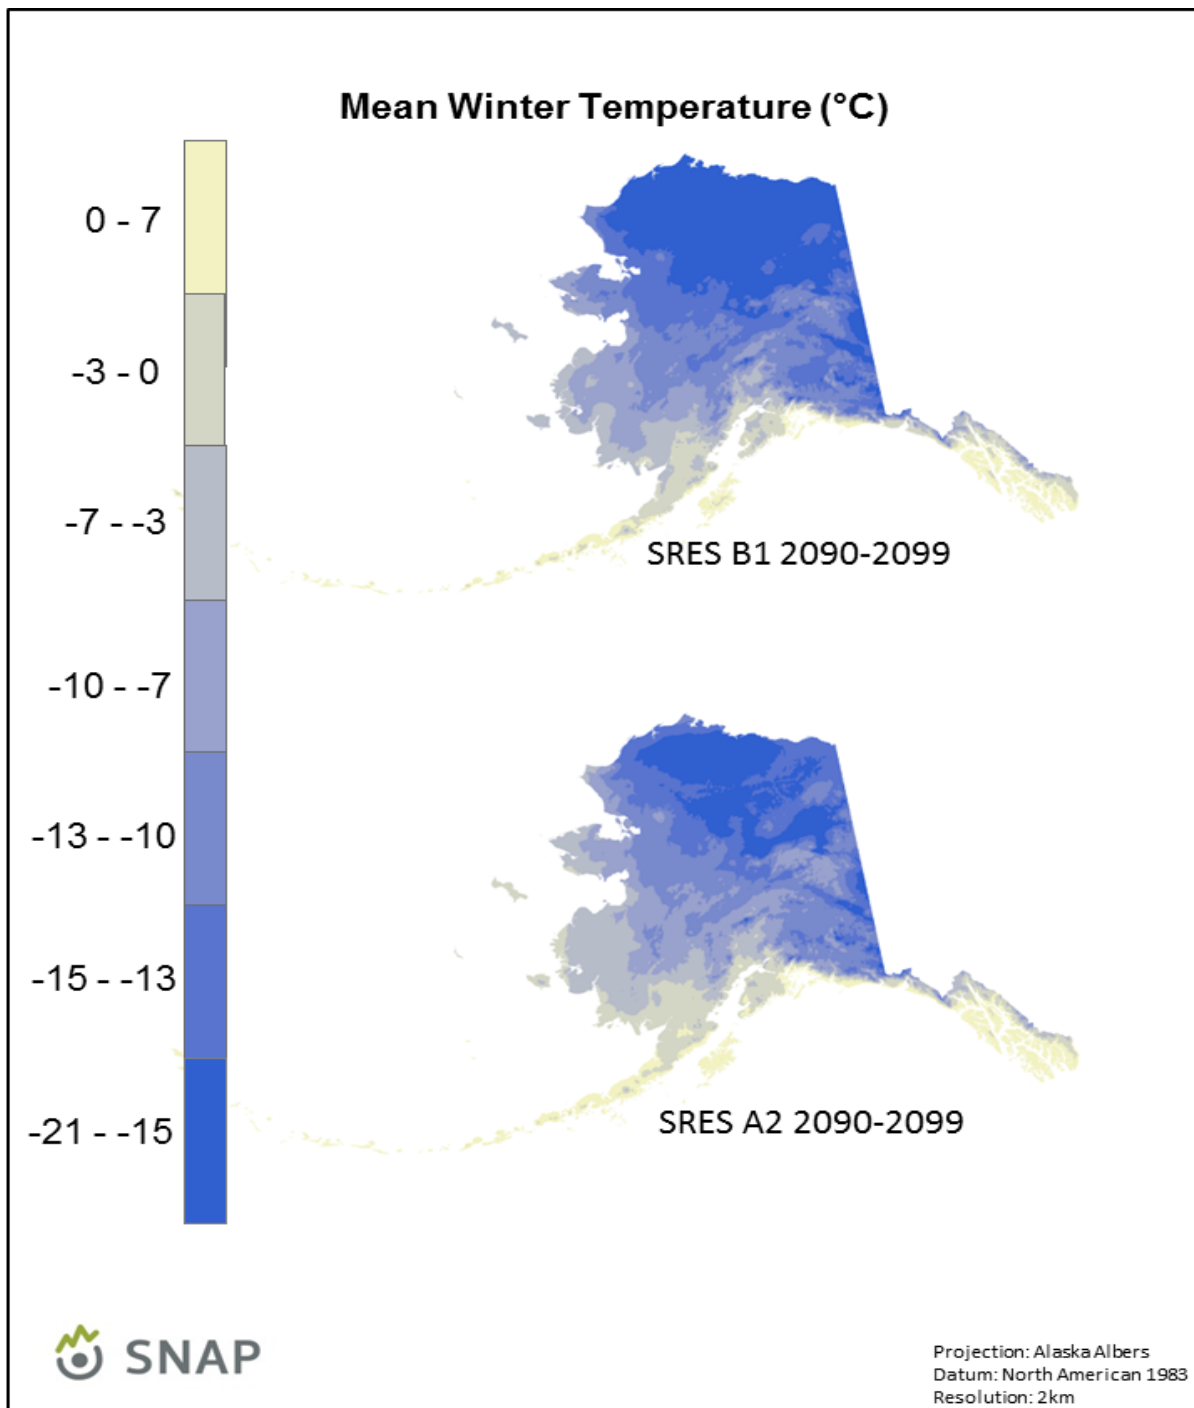 Mean Winter Temperature (°C)
0 - 7
-3 - 0
-7 - -3
SRES B1 2090-2099
-10 - -7
-13 - -10
-15 - -13
SRES A2 2090-2099
-21 - -15
SNAP
Projection: Alaska Albers
Datum: North American 1983
Resolution: 2km